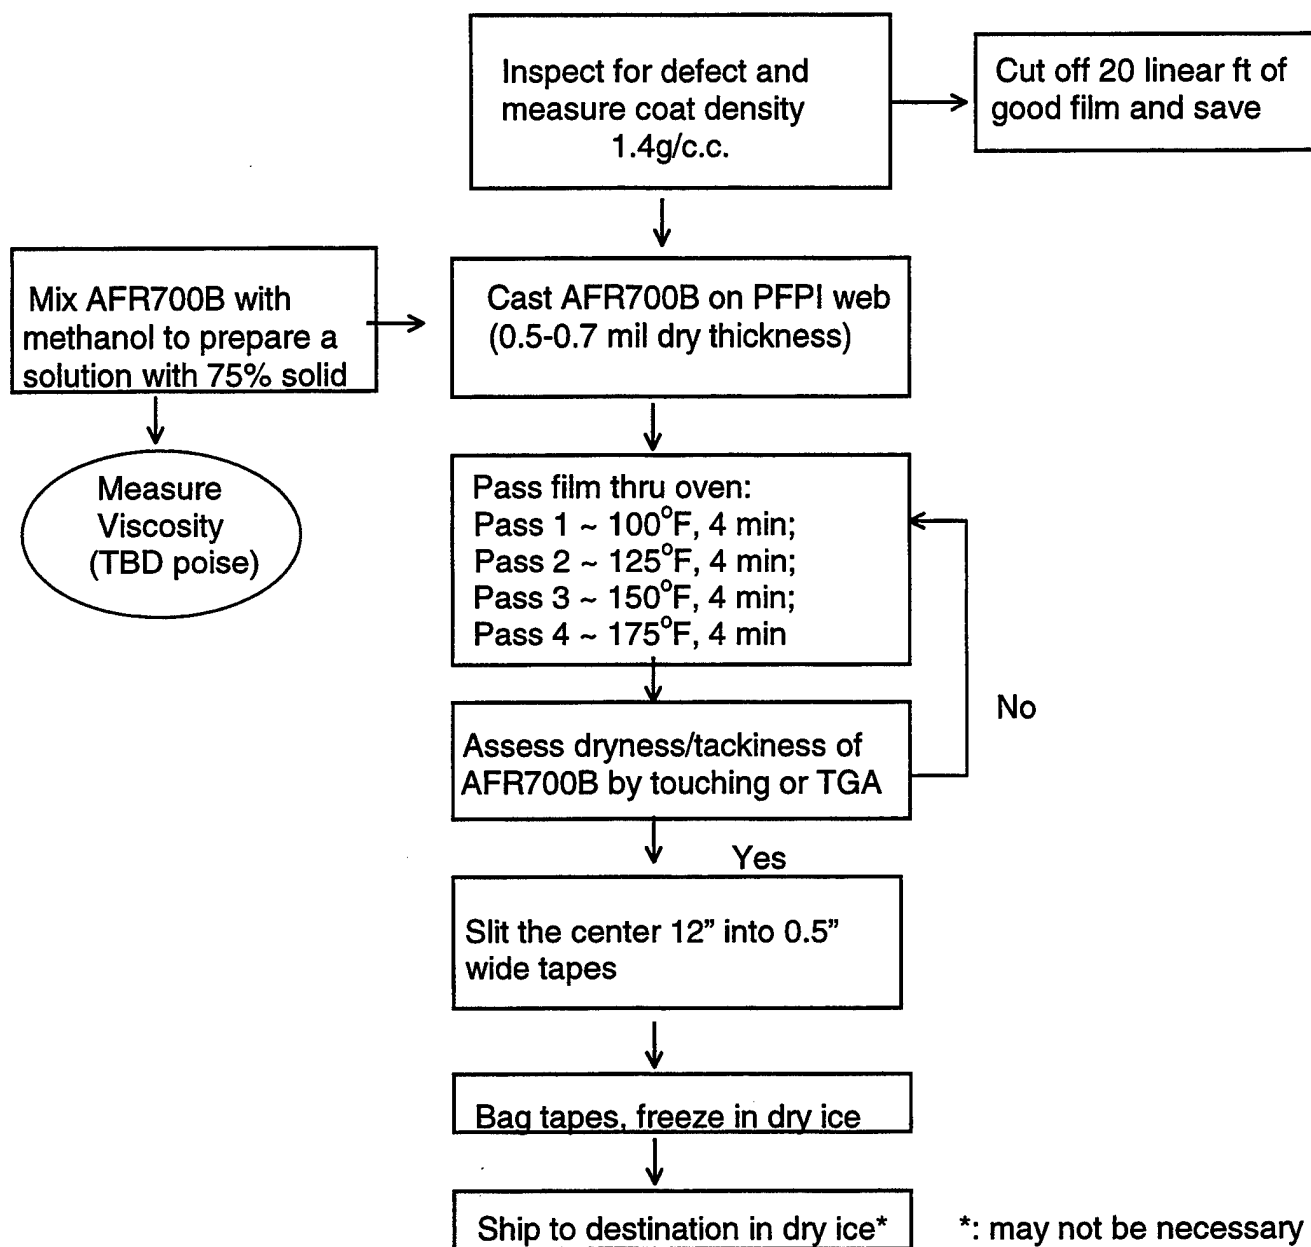 Inspect for defect and
measure coat density
1.4g/c.c.
Cut off 20 linear ft of
good film and save
Mix AFR700B with
methanol to prepare a
solution with 75% solid
Cast AFR700B on PFPI web
(0.5-0.7 mil dry thickness)
Measure
Viscosity
(TBD poise)
Pass film thru oven:
Pass 1 ~ 100°F, 4 min;
Pass 2 ~ 125°F, 4 min;
Pass 3 ~ 150°F, 4 min;
Pass 4 ~ 175°F, 4 min
No
Assess dryness/tackiness of
AFR700B by touching or TGA
Yes
Slit the center 12” into 0.5”
wide tapes
Bag tapes, freeze in dry ice
Ship to destination in dry ice*
*: may not be necessary